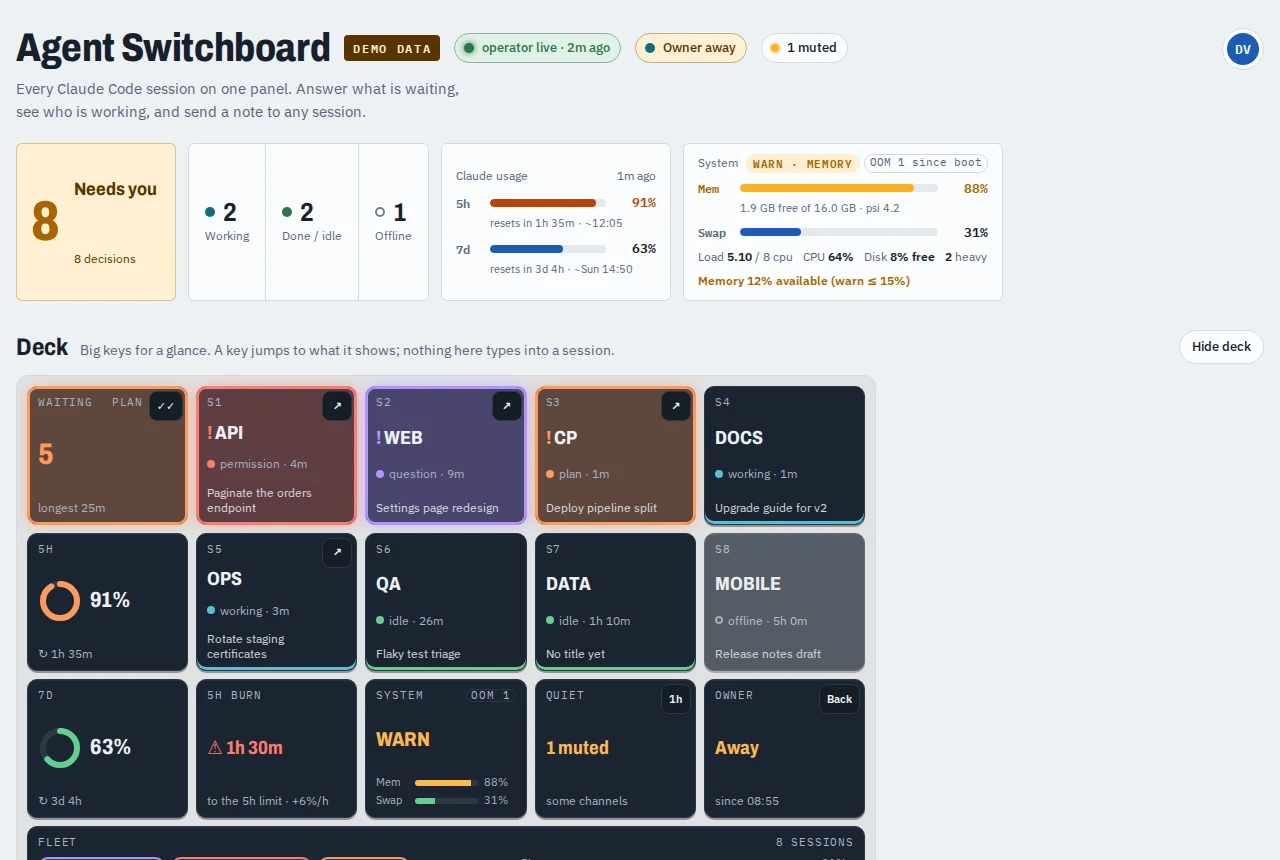 Agent Switchboard
DEMO DATA
operator live · 2m ago
Owner away
1 muted
DV
Every Claude Code session on one panel. Answer what is waiting,
see who is working, and send a note to any session.
8
Needs you
8 decisions
2
Working
2
Done / idle
1
Offline
Claude usage 1m ago
5h 91%
resets in 1h 35m · ~12:05
7d 63%
resets in 3d 4h · ~Sun 14:50
System WARN · MEMORY OOM 1 since boot
Mem 88%
1.9 GB free of 16.0 GB · psi 4.2
Swap 31%
Load 5.10 / 8 cpu CPU 64% Disk 8% free 2 heavy
Memory 12% available (warn ≤ 15%)
Deck Big keys for a glance. A key jumps to what it shows; nothing here types into a session.
Hide deck
WAITING PLAN ✓✓
5
longest 25m
S1 ↗
!API
permission · 4m
Paginate the orders
endpoint
S2 ↗
!WEB
question · 9m
Settings page redesign
S3 ↗
!CP
plan · 1m
Deploy pipeline split
S4
DOCS
working · 1m
Upgrade guide for v2
5H
91%
↻ 1h 35m
S5 ↗
OPS
working · 3m
Rotate staging
certificates
S6
QA
idle · 26m
Flaky test triage
S7
DATA
idle · 1h 10m
No title yet
S8
MOBILE
offline · 5h 0m
Release notes draft
7D
63%
↻ 3d 4h
5H BURN
⚠ 1h 30m
to the 5h limit · +6%/h
SYSTEM OOM 1
WARN
Mem 88%
Swap 31%
QUIET 1h
1 muted
some channels
OWNER Back
Away
since 08:55
FLEET 8 SESSIONS